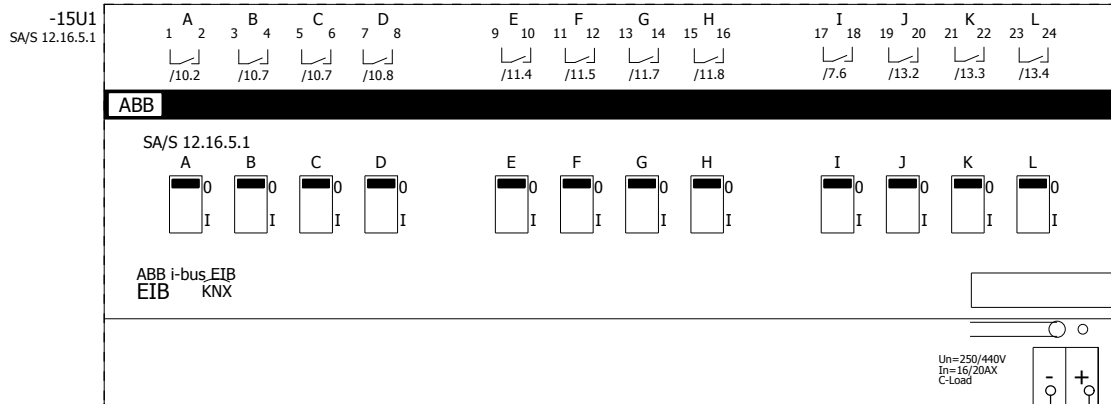 -15U1
SA/S 12.16.5.1
A B C D E F G H I J K L
1 2 3 4 5 6 7 8 9 10 11 12 13 14 15 16 17 18 19 20 21 22 23 24
/10.2 /10.7 /10.7 /10.8 /11.4 /11.5 /11.7 /11.8 /7.6 /13.2 /13.3 /13.4
ABB
SA/S 12.16.5.1
A B C D E F G H I J K L
0 0 0 0 0 0 0 0 0 0 0 0
I I I I I I I I I I I I
ABB i-bus EIB
EIB KNX
Un=250/440V
In=16/20AX
C-Load
- +